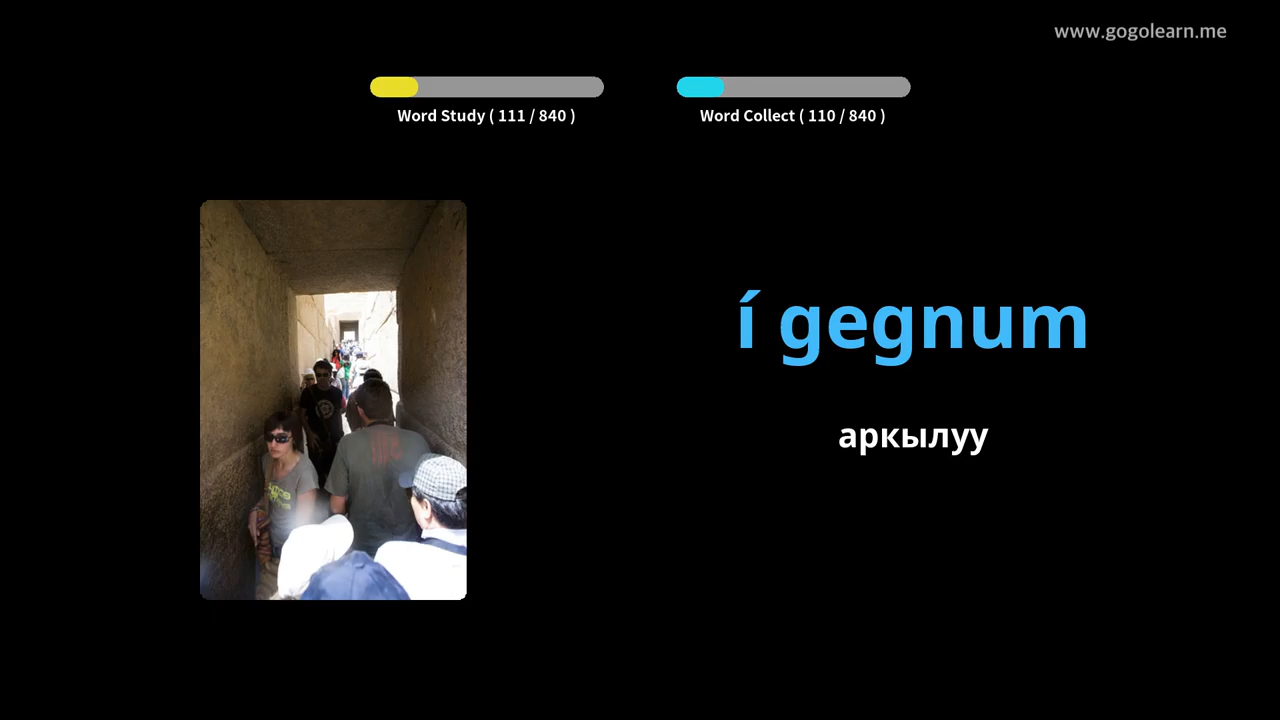 www.gogolearn.me
Word Study ( 111 / 840 )
Word Collect ( 110 / 840 )
í gegnum
аркылуу